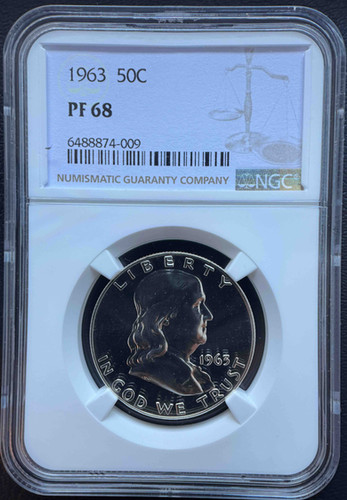 1963 50C
PF 68
6488874-009
NUMISMATIC GUARANTY COMPANY NGC
LIBERTY
1963
IN GOD WE TRUST